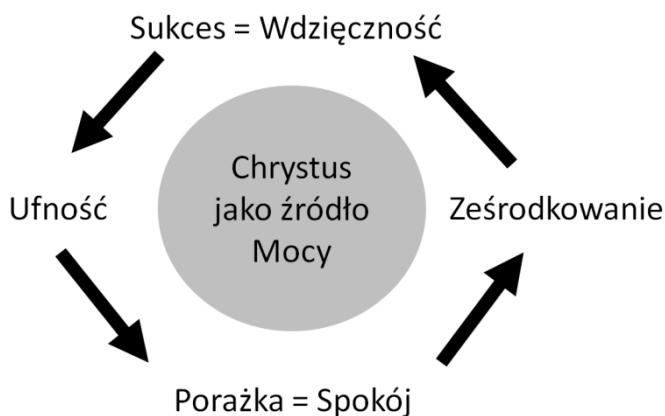 Sukces = Wdzięczność
Chrystus
jako źródło
Mocy
Ufność
Ześrodkowanie
Porażka = Spokój